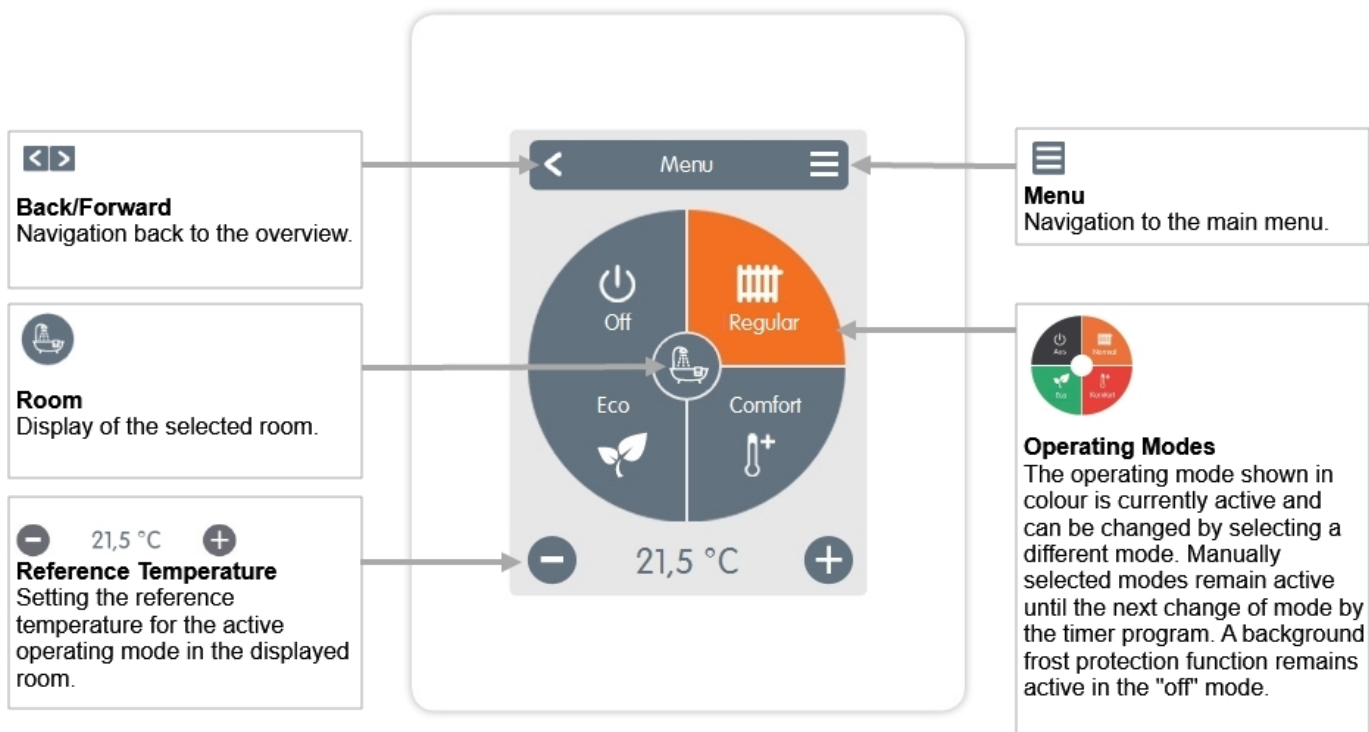 Back/Forward
Navigation back to the overview.
Room
Display of the selected room.
21,5 °C
Reference Temperature
Setting the reference
temperature for the active
operating mode in the displayed
room.
Menu
Off
Regular
Eco
Comfort
21,5 °C
Menu
Navigation to the main menu.
Aus
Normal
Eco
Komfort
Operating Modes
The operating mode shown in
colour is currently active and
can be changed by selecting a
different mode. Manually
selected modes remain active
until the next change of mode by
the timer program. A background
frost protection function remains
active in the "off" mode.